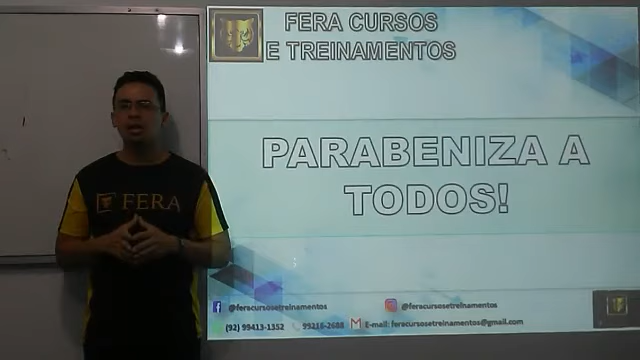 FERA CURSOS
E TREINAMENTOS
PARABENIZA A
TODOS!
FERA
@feracursosetreinamentos
@feracursosetreinamentos
(92) 99413-1352
99216-2688
E-mail: feracursosetreinamentos@gmail.com